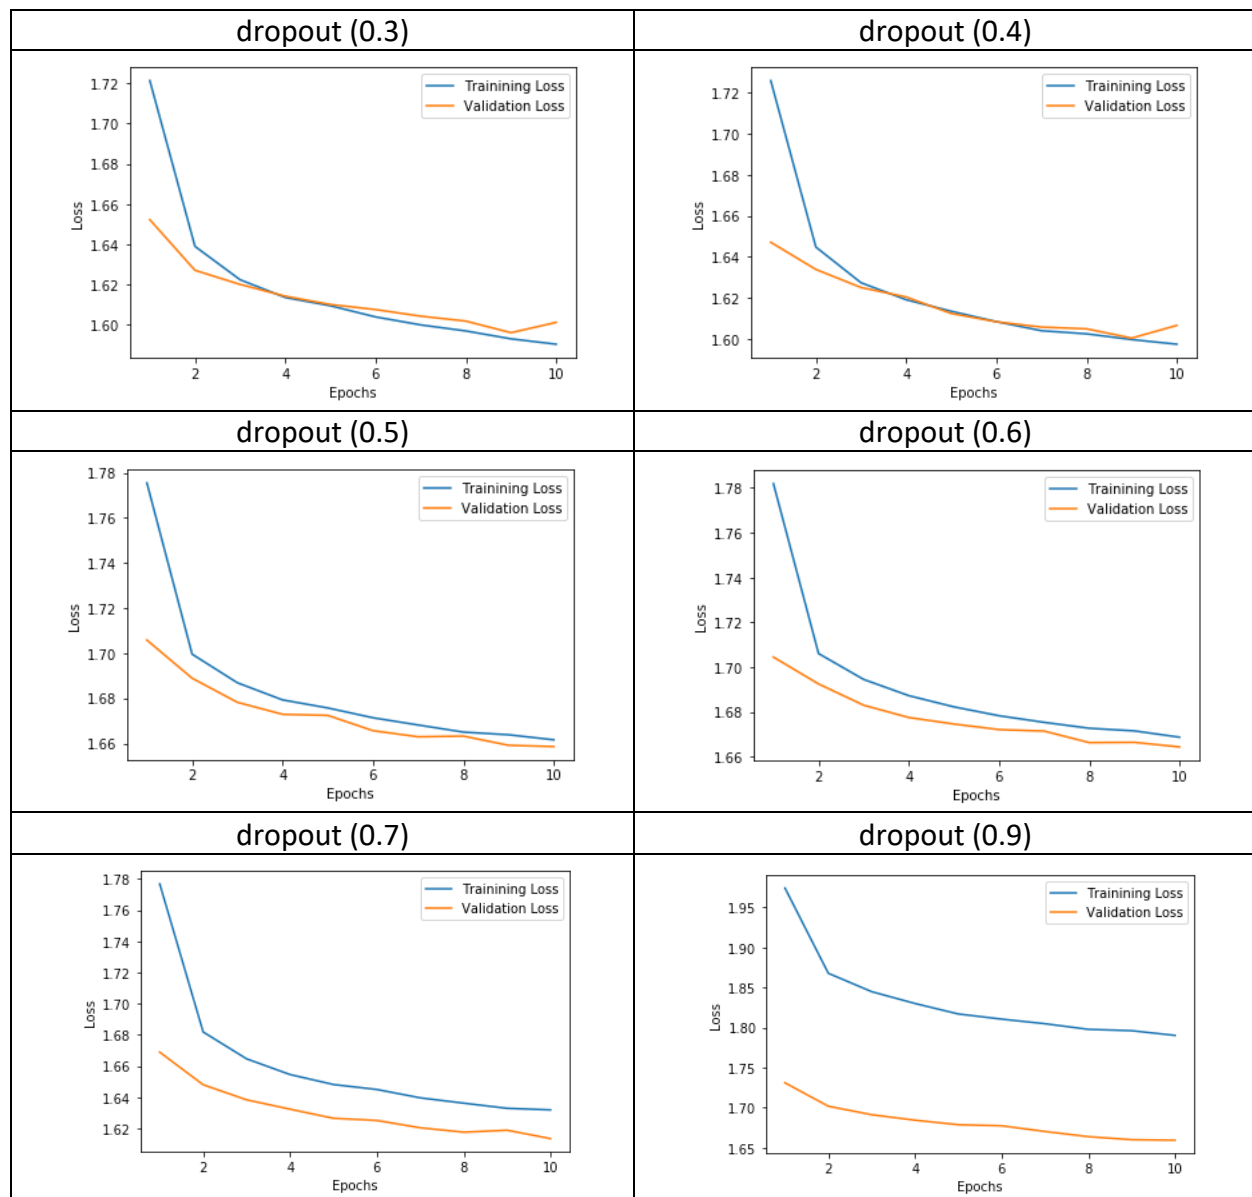 dropout (0.3)
1.72
1.70
1.68
1.66
1.64
1.62
1.60
Loss
Trainining Loss
Validation Loss
2 4 6 8 10
Epochs
dropout (0.4)
1.72
1.70
1.68
1.66
1.64
1.62
1.60
Loss
Trainining Loss
Validation Loss
2 4 6 8 10
Epochs
dropout (0.5)
1.78
1.76
1.74
1.72
1.70
1.68
1.66
Loss
Trainining Loss
Validation Loss
2 4 6 8 10
Epochs
dropout (0.6)
1.78
1.76
1.74
1.72
1.70
1.68
1.66
Loss
Trainining Loss
Validation Loss
2 4 6 8 10
Epochs
dropout (0.7)
1.78
1.76
1.74
1.72
1.70
1.68
1.66
1.64
1.62
Loss
Trainining Loss
Validation Loss
2 4 6 8 10
Epochs
dropout (0.9)
1.95
1.90
1.85
1.80
1.75
1.70
1.65
Loss
Trainining Loss
Validation Loss
2 4 6 8 10
Epochs